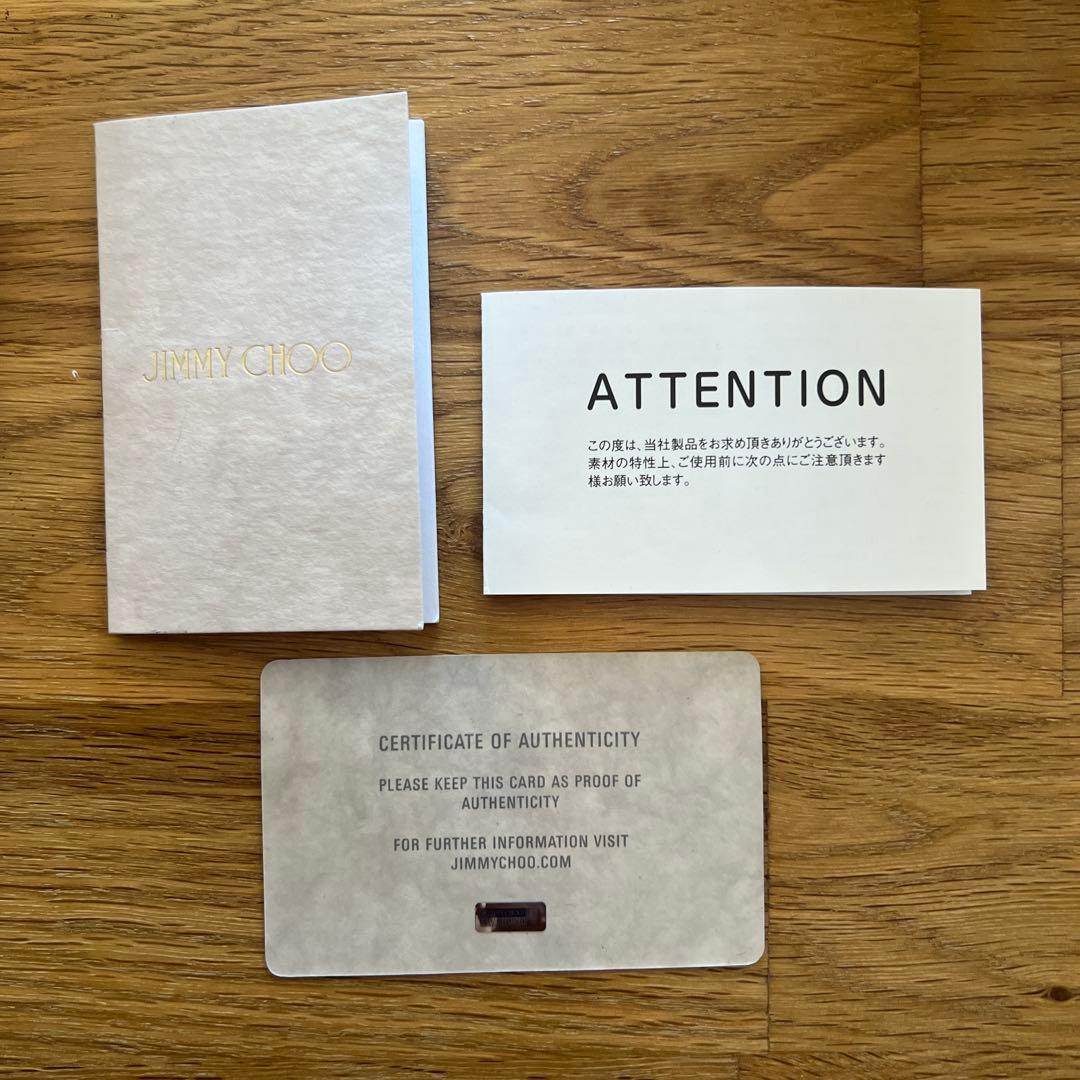 JIMMY CHOO
ATTENTION
この度は、当社製品をお求め頂きありがとうございます。
素材の特性上、ご使用前に次の点にご注意頂きます
様お願い致します。
CERTIFICATE OF AUTHENTICITY
PLEASE KEEP THIS CARD AS PROOF OF
AUTHENTICITY
FOR FURTHER INFORMATION VISIT
JIMMYCHOO.COM